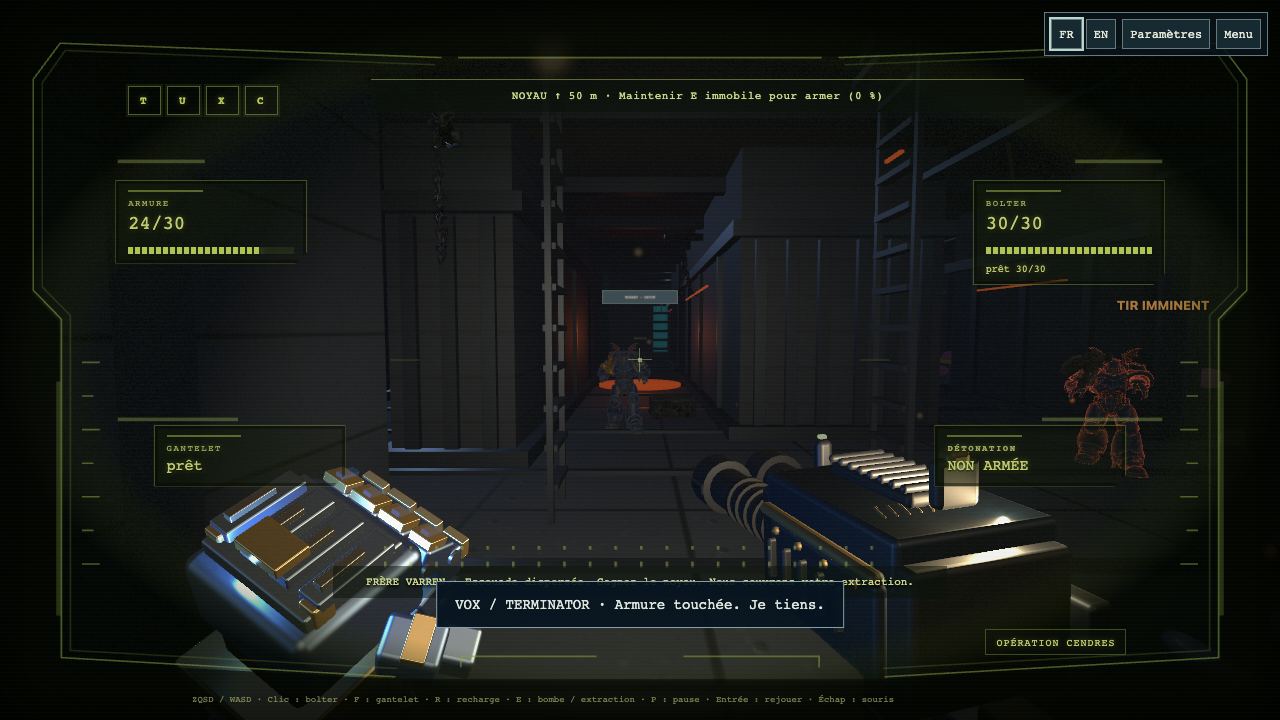 FR EN Paramètres Menu
T U X C
NOYAU ↑ 50 m · Maintenir E immobile pour armer (0 %)
ARMURE
24/30
BOLTER
30/30
prêt 30/30
TIR IMMINENT
GANTELET
prêt
DÉTONATION
NON ARMÉE
FRÈRE VARREN extraction.
VOX / TERMINATOR · Armure touchée. Je tiens.
OPÉRATION CENDRES
ZQSD / WASD · Clic : bolter · F : gantelet · R : recharge · E : bombe / extraction · P : pause · Entrée : rejouer · Échap : souris